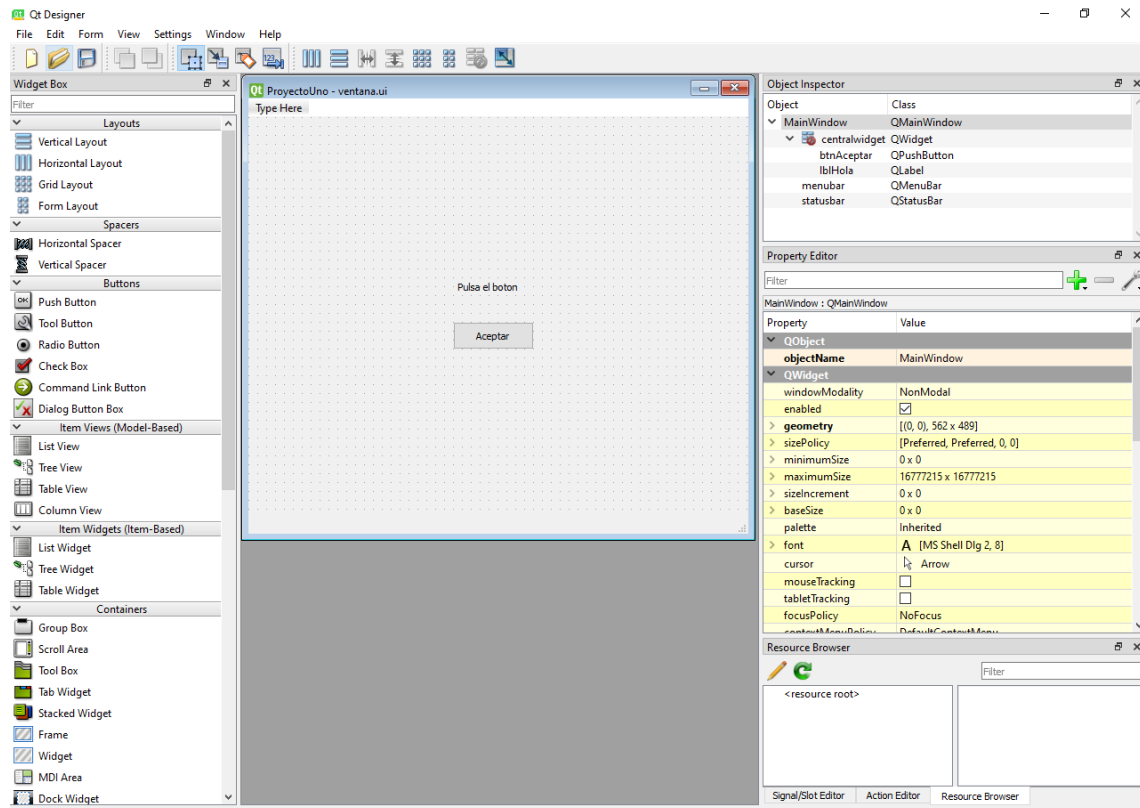 Qt Designer
File Edit Form View Settings Window Help
Widget Box
Filter
Layouts
Vertical Layout
Horizontal Layout
Grid Layout
Form Layout
Spacers
Horizontal Spacer
Vertical Spacer
Buttons
OK Push Button
Tool Button
Radio Button
Check Box
Command Link Button
Dialog Button Box
Item Views (Model-Based)
List View
Tree View
Table View
Column View
Item Widgets (Item-Based)
List Widget
Tree Widget
Table Widget
Containers
Group Box
Scroll Area
Tool Box
Tab Widget
Stacked Widget
Frame
Widget
MDI Area
Dock Widget
Qt ProyectoUno - ventana.ui
Type Here
Pulsa el boton
Aceptar
Object Inspector
Object Class
MainWindow QMainWindow
centralwidget QWidget
btnAceptar QPushButton
lblHola QLabel
menubar QMenuBar
statusbar QStatusBar
Property Editor
Filter
MainWindow : QMainWindow
Property Value
QObject
objectName MainWindow
QWidget
windowModality NonModal
enabled
geometry [(0, 0), 562 x 489]
sizePolicy [Preferred, Preferred, 0, 0]
minimumSize 0 x 0
maximumSize 16777215 x 16777215
sizeIncrement 0 x 0
baseSize 0 x 0
palette Inherited
font A [MS Shell Dlg 2, 8]
cursor Arrow
mouseTracking
tabletTracking
focusPolicy NoFocus
contextMenuPolicy DefaultContextMenu
Resource Browser
Filter
<resource root>
Signal/Slot Editor Action Editor Resource Browser